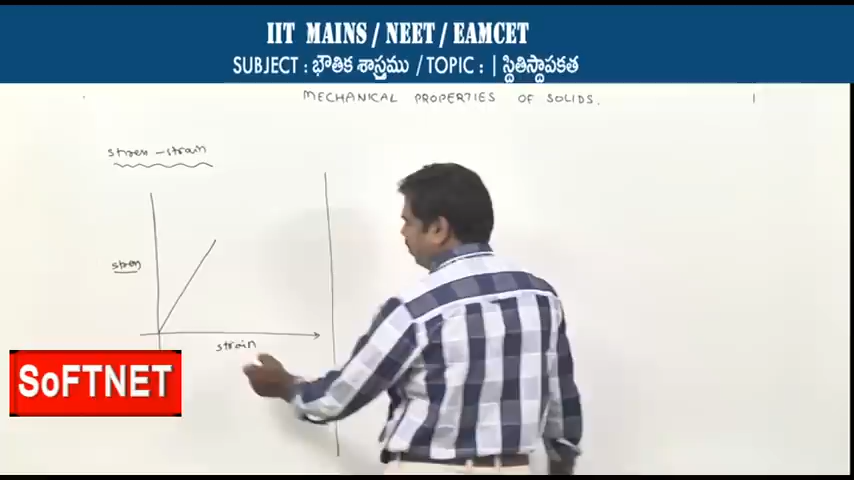 IIT MAINS / NEET / EAMCET
SUBJECT : భౌతిక శాస్త్రము / TOPIC : | స్థితిస్థాపకత
MECHANICAL PROPERTIES OF SOLIDS. 1
stress - strain
stress
strain
SoFTNET